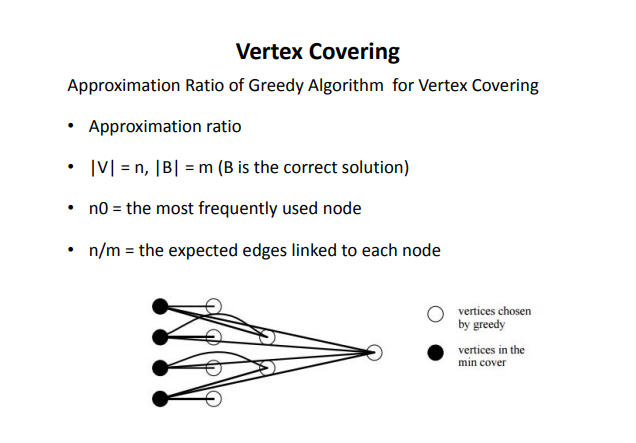 Vertex Covering
Approximation Ratio of Greedy Algorithm for Vertex Covering
• Approximation ratio
• |V| = n, |B| = m (B is the correct solution)
• n0 = the most frequently used node
• n/m = the expected edges linked to each node
vertices chosen
by greedy
vertices in the
min cover